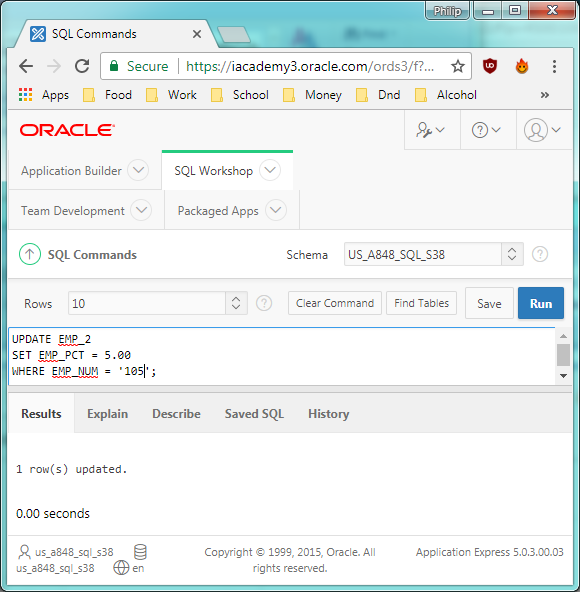 Philip
SQL Commands
Secure https://iacademy3.oracle.com/ords3/f?...
Apps Food Work School Money Dnd Alcohol »
ORACLE
Application Builder SQL Workshop
Team Development Packaged Apps
SQL Commands Schema US_A848_SQL_S38
Rows 10 Clear Command Find Tables Save Run
UPDATE EMP_2
SET EMP_PCT = 5.00
WHERE EMP_NUM = '105';
Results Explain Describe Saved SQL History
1 row(s) updated.
0.00 seconds
us_a848_sql_s38 Copyright © 1999, 2015, Oracle. All Application Express 5.0.3.00.03
us_a848_sql_s38 en rights reserved.